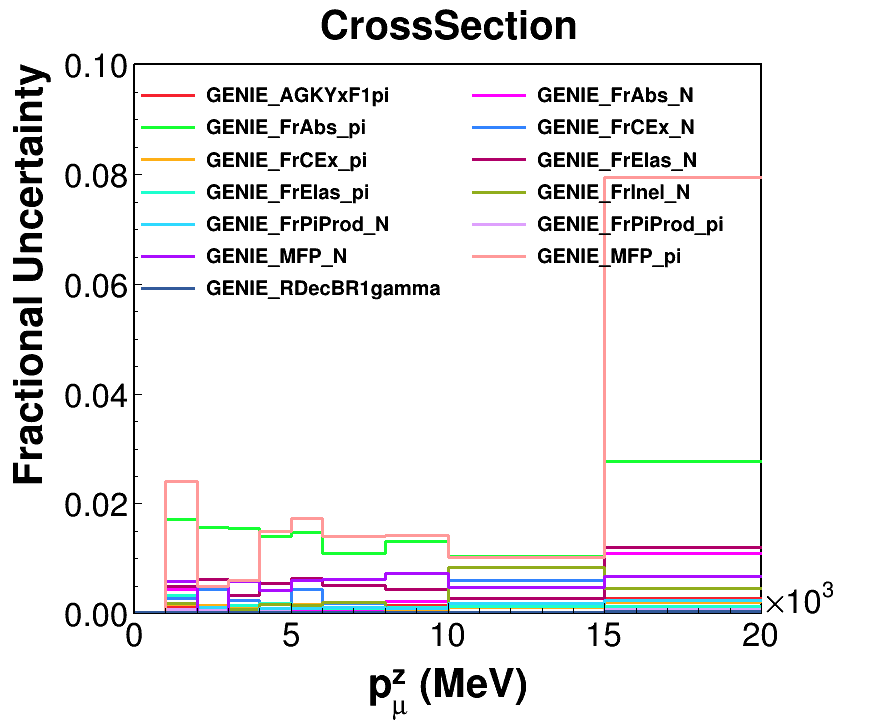 CrossSection
Fractional Uncertainty
0.10
0.08
0.06
0.04
0.02
0.00
GENIE_AGKYxF1pi
GENIE_FrAbs_pi
GENIE_FrCEx_pi
GENIE_FrElas_pi
GENIE_FrPiProd_N
GENIE_MFP_N
GENIE_RDecBR1gamma
GENIE_FrAbs_N
GENIE_FrCEx_N
GENIE_FrElas_N
GENIE_FrInel_N
GENIE_FrPiProd_pi
GENIE_MFP_pi
0 5 10 15 20
×10³
p_μ^z (MeV)